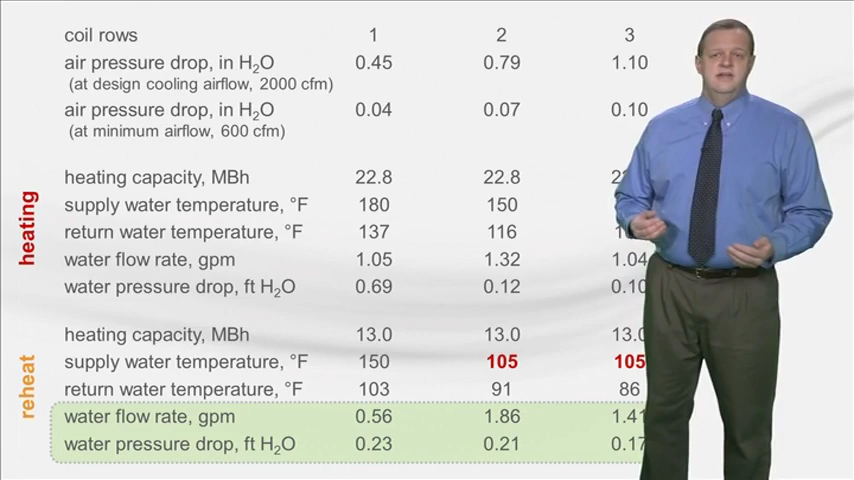 coil rows 1 2 3
air pressure drop, in H₂O 0.45 0.79 1.10
(at design cooling airflow, 2000 cfm)
air pressure drop, in H₂O 0.04 0.07 0.10
(at minimum airflow, 600 cfm)
heating
heating capacity, MBh 22.8 22.8
supply water temperature, °F 180 150
return water temperature, °F 137 116
water flow rate, gpm 1.05 1.32 1.04
water pressure drop, ft H₂O 0.69 0.12 0.10
reheat
heating capacity, MBh 13.0 13.0 13.0
supply water temperature, °F 150 105 105
return water temperature, °F 103 91 86
water flow rate, gpm 0.56 1.86 1.41
water pressure drop, ft H₂O 0.23 0.21 0.17